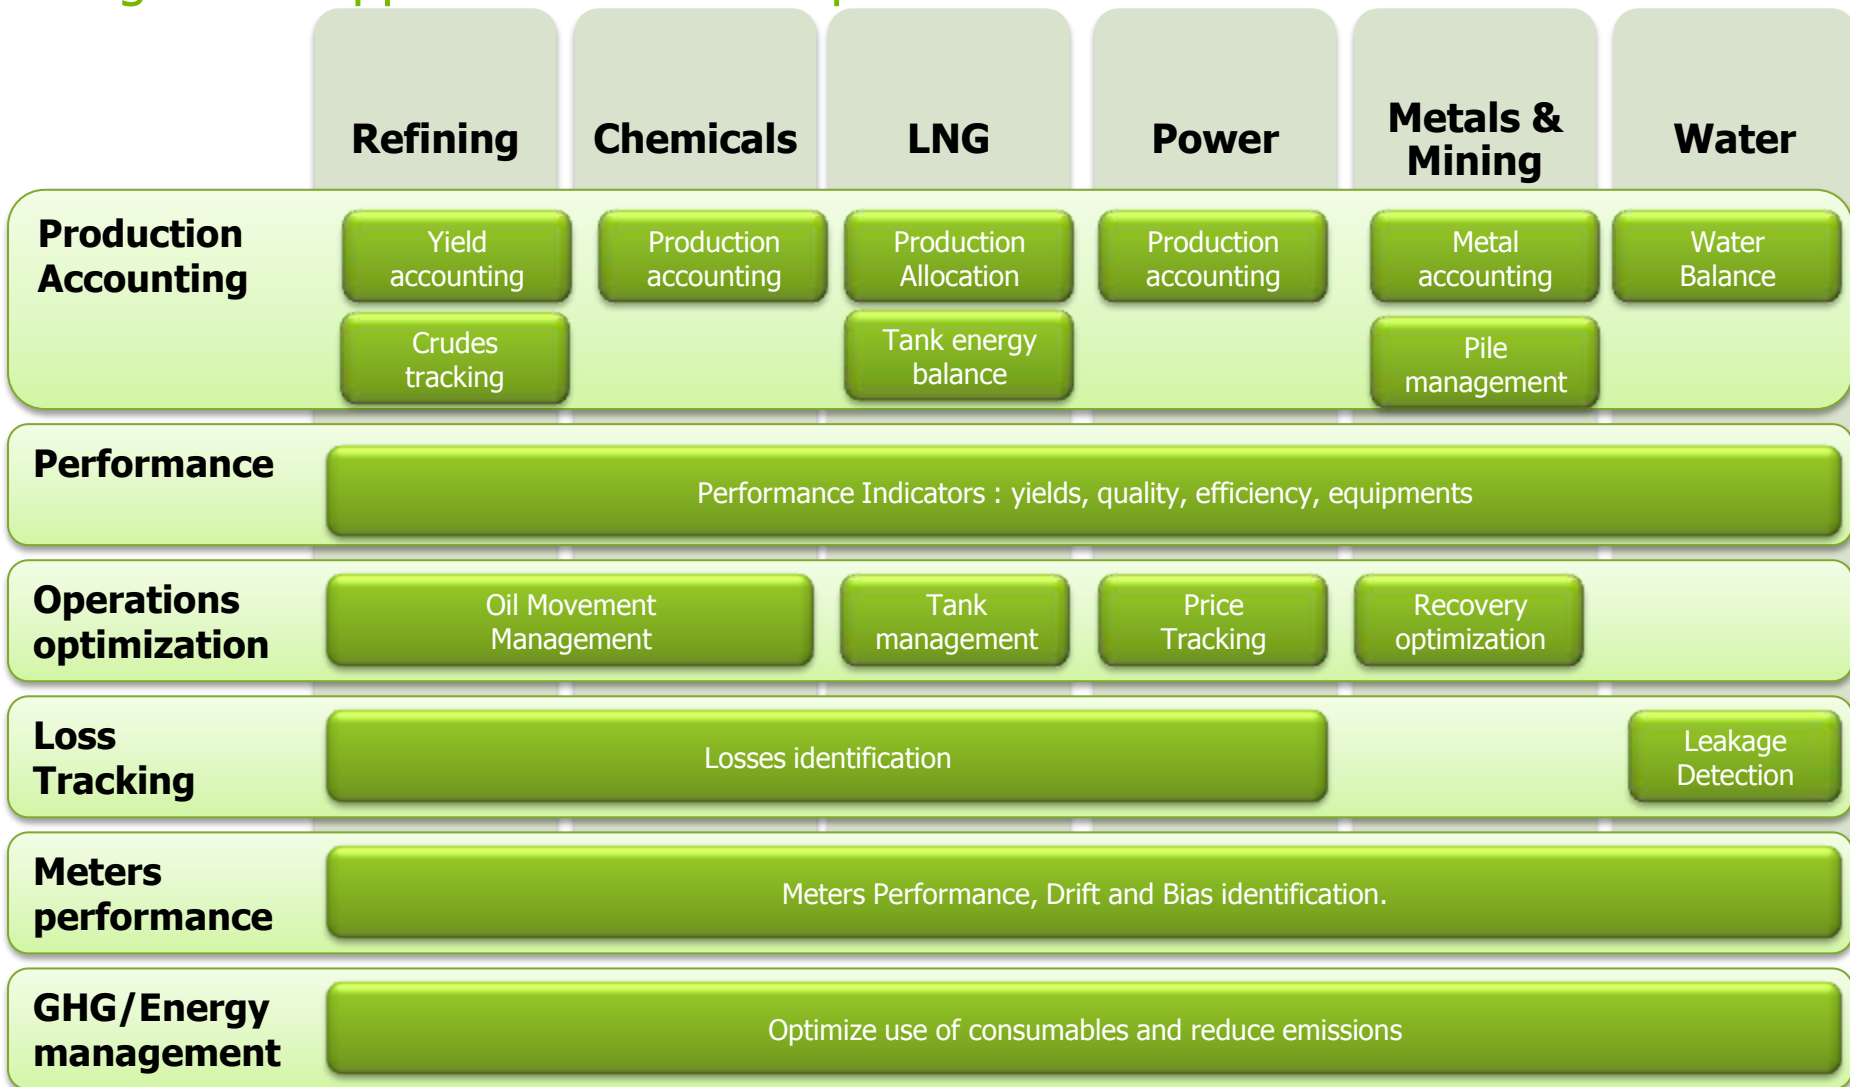 Refining
Chemicals
LNG
Power
Metals &
Mining
Water
Production
Accounting
Yield
accounting
Production
accounting
Production
Allocation
Production
accounting
Metal
accounting
Water
Balance
Crudes
tracking
Tank energy
balance
Pile
management
Performance
Performance Indicators : yields, quality, efficiency, equipments
Operations
optimization
Oil Movement
Management
Tank
management
Price
Tracking
Recovery
optimization
Loss
Tracking
Losses identification
Leakage
Detection
Meters
performance
Meters Performance, Drift and Bias identification.
GHG/Energy
management
Optimize use of consumables and reduce emissions